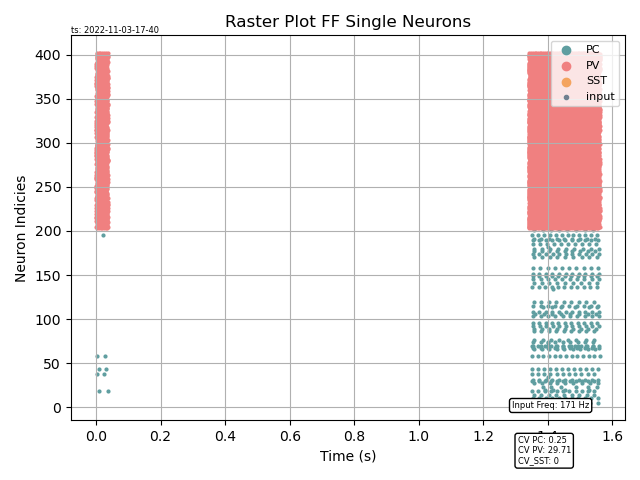 Raster Plot FF Single Neurons
ts: 2022-11-03-17-40
PC
PV
SST
input
400
350
300
250
200
150
100
50
0
Neuron Indicies
Input Freq: 171 Hz
0.0 0.2 0.4 0.6 0.8 1.0 1.2 1.4 1.6
Time (s)
CV PC: 0.25
CV PV: 29.71
CV_SST: 0